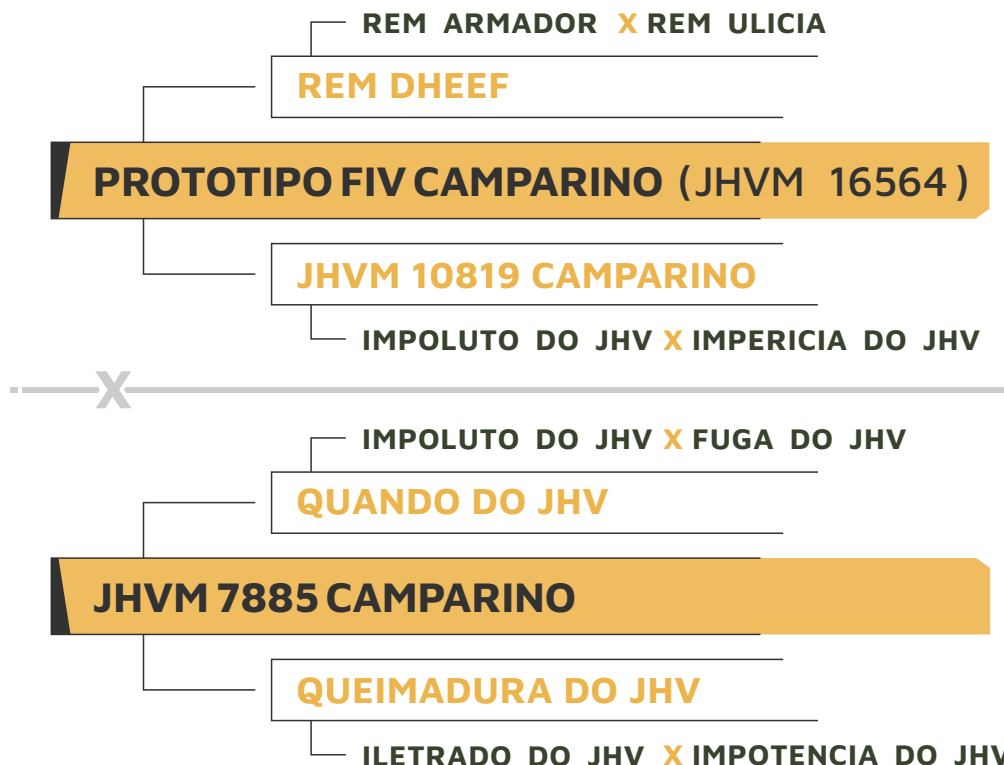 REM ARMADOR X REM ULICIA
REM DHEEF
PROTOTIPO FIV CAMPARINO (JHVM 16564)
JHVM 10819 CAMPARINO
IMPOLUTO DO JHV X IMPERICIA DO JHV
X
IMPOLUTO DO JHV X FUGA DO JHV
QUANDO DO JHV
JHVM 7885 CAMPARINO
QUEIMADURA DO JHV
ILETRADO DO JHV X IMPOTENCIA DO JHV